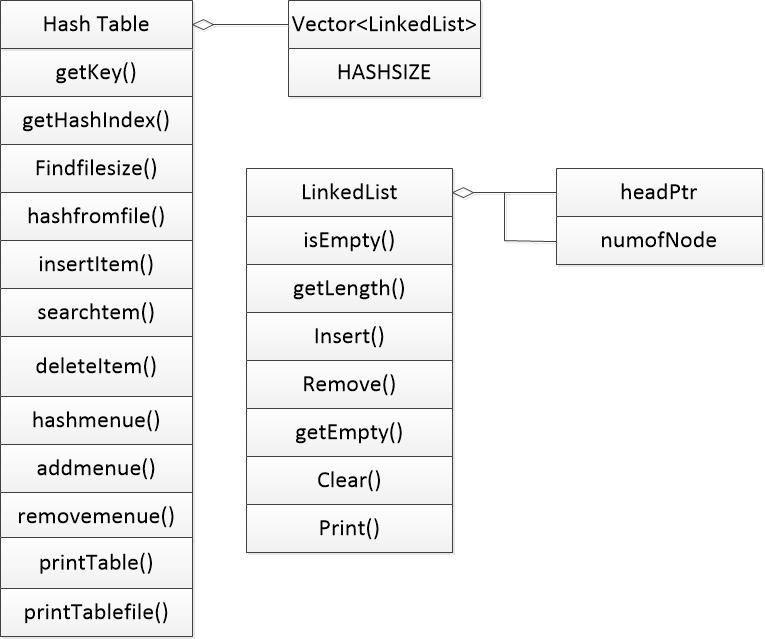 Hash Table
getKey()
getHashIndex()
Findfilesize()
hashfromfile()
insertItem()
searchtem()
deleteItem()
hashmenue()
addmenue()
removemenue()
printTable()
printTablefile()
Vector<LinkedList>
HASHSIZE
LinkedList
isEmpty()
getLength()
Insert()
Remove()
getEmpty()
Clear()
Print()
headPtr
numofNode